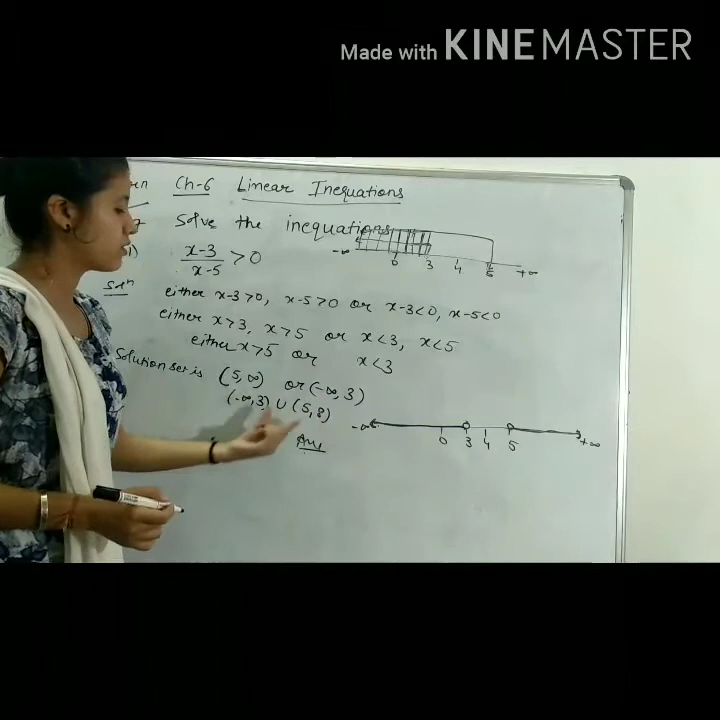 Made with KINEMASTER
Ch-6 Linear Inequations
Solve the inequations
x-3/x-5 >0
-∞ 0 3 4 5 +∞
Solⁿ
either x-3>0, x-5>0 or x-3<0, x-5<0
either x>3, x>5 or x<3, x<5
either x>5 or x<3
Solution set is (5,∞) or (-∞,3)
(-∞,3) ∪ (5,8)
-∞ 0 3 4 5 +∞
Ans